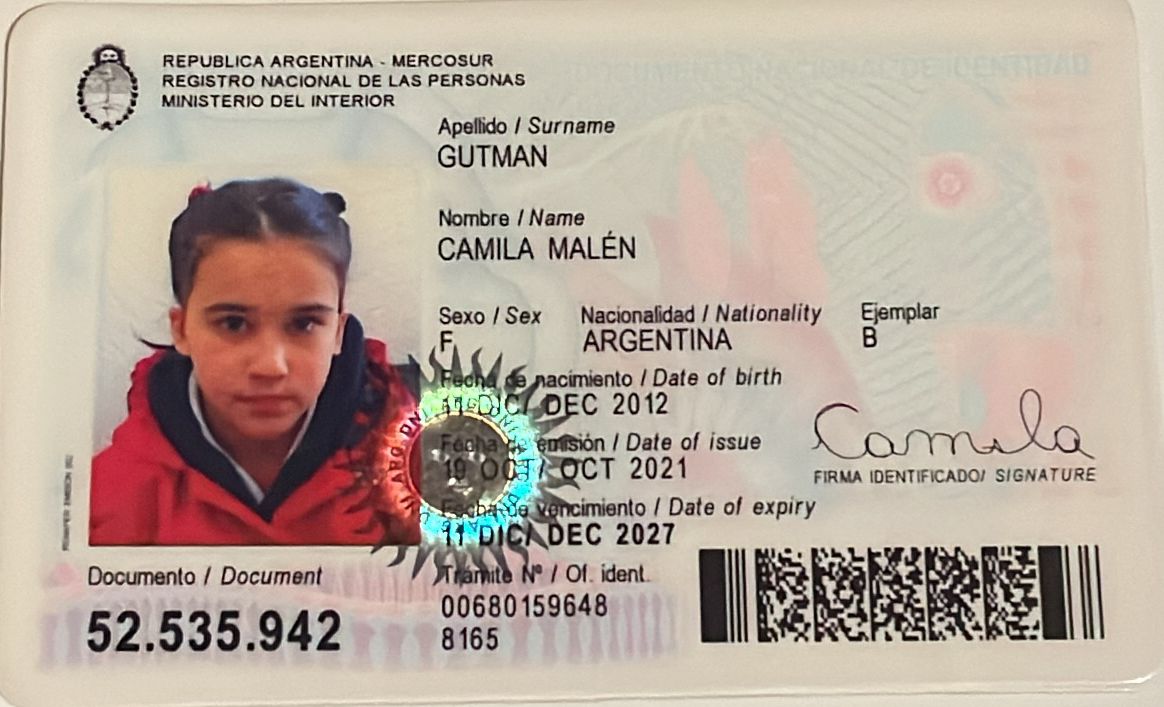 REPUBLICA ARGENTINA - MERCOSUR
REGISTRO NACIONAL DE LAS PERSONAS
MINISTERIO DEL INTERIOR
Apellido / Surname
GUTMAN
Nombre / Name
CAMILA MALÉN
Sexo / Sex Nacionalidad / Nationality Ejemplar
F ARGENTINA B
Fecha de nacimiento / Date of birth
11 DIC/ DEC 2012
Fecha de emisión / Date of issue
19 OCT/ OCT 2021
Camila
FIRMA IDENTIFICADO/ SIGNATURE
Fecha de vencimiento / Date of expiry
11 DIC/ DEC 2027
Documento / Document
52.535.942
Trámite Nº / Of. ident.
00680159648
8165